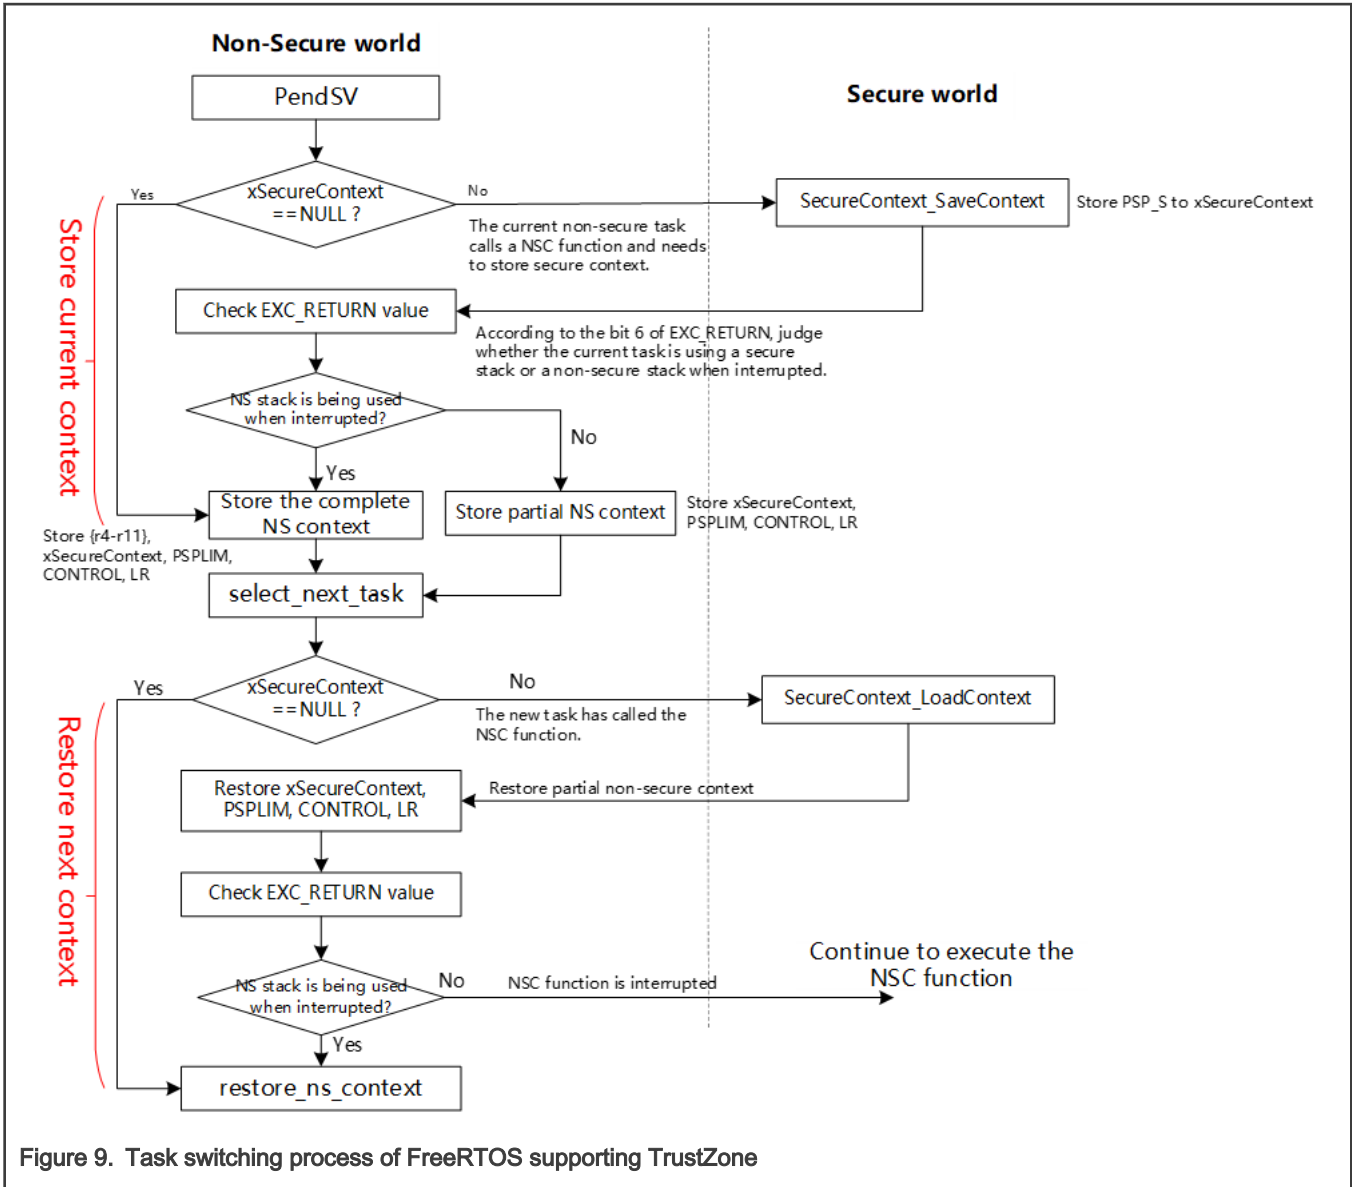 Non-Secure world
Secure world
PendSV
xSecureContext
==NULL ?
Yes
No
The current non-secure task
calls a NSC function and needs
to store secure context.
SecureContext_SaveContext
Store PSP_S to xSecureContext
Store current context
Check EXC_RETURN value
According to the bit 6 of EXC_RETURN, judge
whether the current task is using a secure
stack or a non-secure stack when interrupted.
NS stack is being used
when interrupted?
No
Yes
Store the complete
NS context
Store partial NS context
Store xSecureContext,
PSPLIM, CONTROL, LR
Store {r4-r11},
xSecureContext, PSPLIM,
CONTROL, LR
select_next_task
xSecureContext
==NULL ?
Yes
No
The new task has called the
NSC function.
SecureContext_LoadContext
Restore next context
Restore xSecureContext,
PSPLIM, CONTROL, LR
Restore partial non-secure context
Check EXC_RETURN value
NS stack is being used
when interrupted?
No
NSC function is interrupted
Continue to execute the
NSC function
Yes
restore_ns_context
Figure 9. Task switching process of FreeRTOS supporting TrustZone